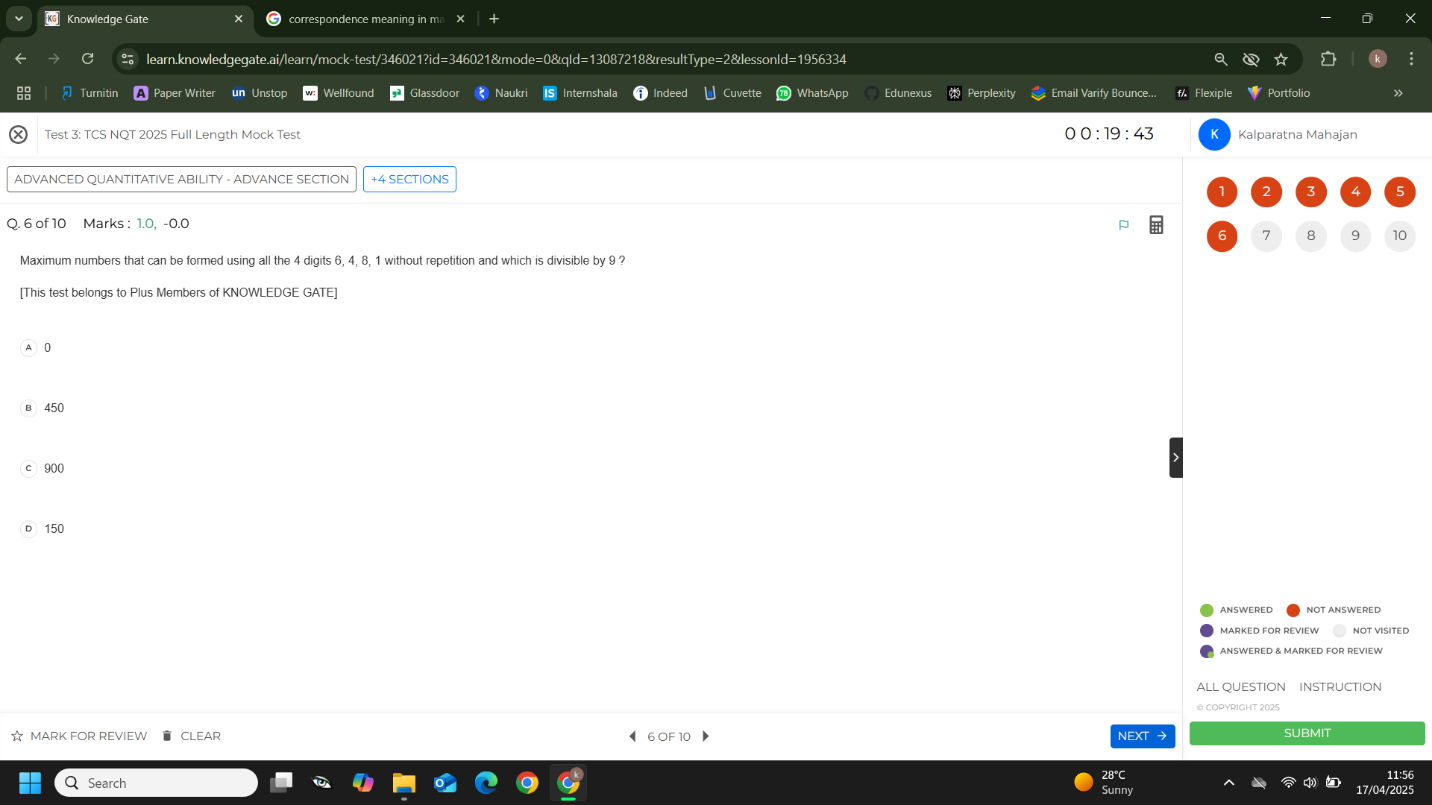 Knowledge Gate
correspondence meaning in ma
learn.knowledgegate.ai/learn/mock-test/346021?id=346021&mode=0&qId=13087218&resultType=2&lessonId=1956334
k
Turnitin
Paper Writer
Unstop
Wellfound
Glassdoor
Naukri
Internshala
Indeed
Cuvette
WhatsApp
Edunexus
Perplexity
Email Varify Bounce...
Flexiple
Portfolio
Test 3: TCS NQT 2025 Full Length Mock Test
00:19:43
K
Kalparatna Mahajan
ADVANCED QUANTITATIVE ABILITY - ADVANCE SECTION
+4 SECTIONS
1 2 3 4 5
6 7 8 9 10
Q. 6 of 10 Marks : 1.0, -0.0
Maximum numbers that can be formed using all the 4 digits 6, 4, 8, 1 without repetition and which is divisible by 9 ?
[This test belongs to Plus Members of KNOWLEDGE GATE]
A 0
B 450
C 900
D 150
ANSWERED NOT ANSWERED
MARKED FOR REVIEW NOT VISITED
ANSWERED & MARKED FOR REVIEW
ALL QUESTION INSTRUCTION
© COPYRIGHT 2025
MARK FOR REVIEW CLEAR
6 OF 10
NEXT
SUBMIT
Search
28°C
Sunny
11:56
17/04/2025